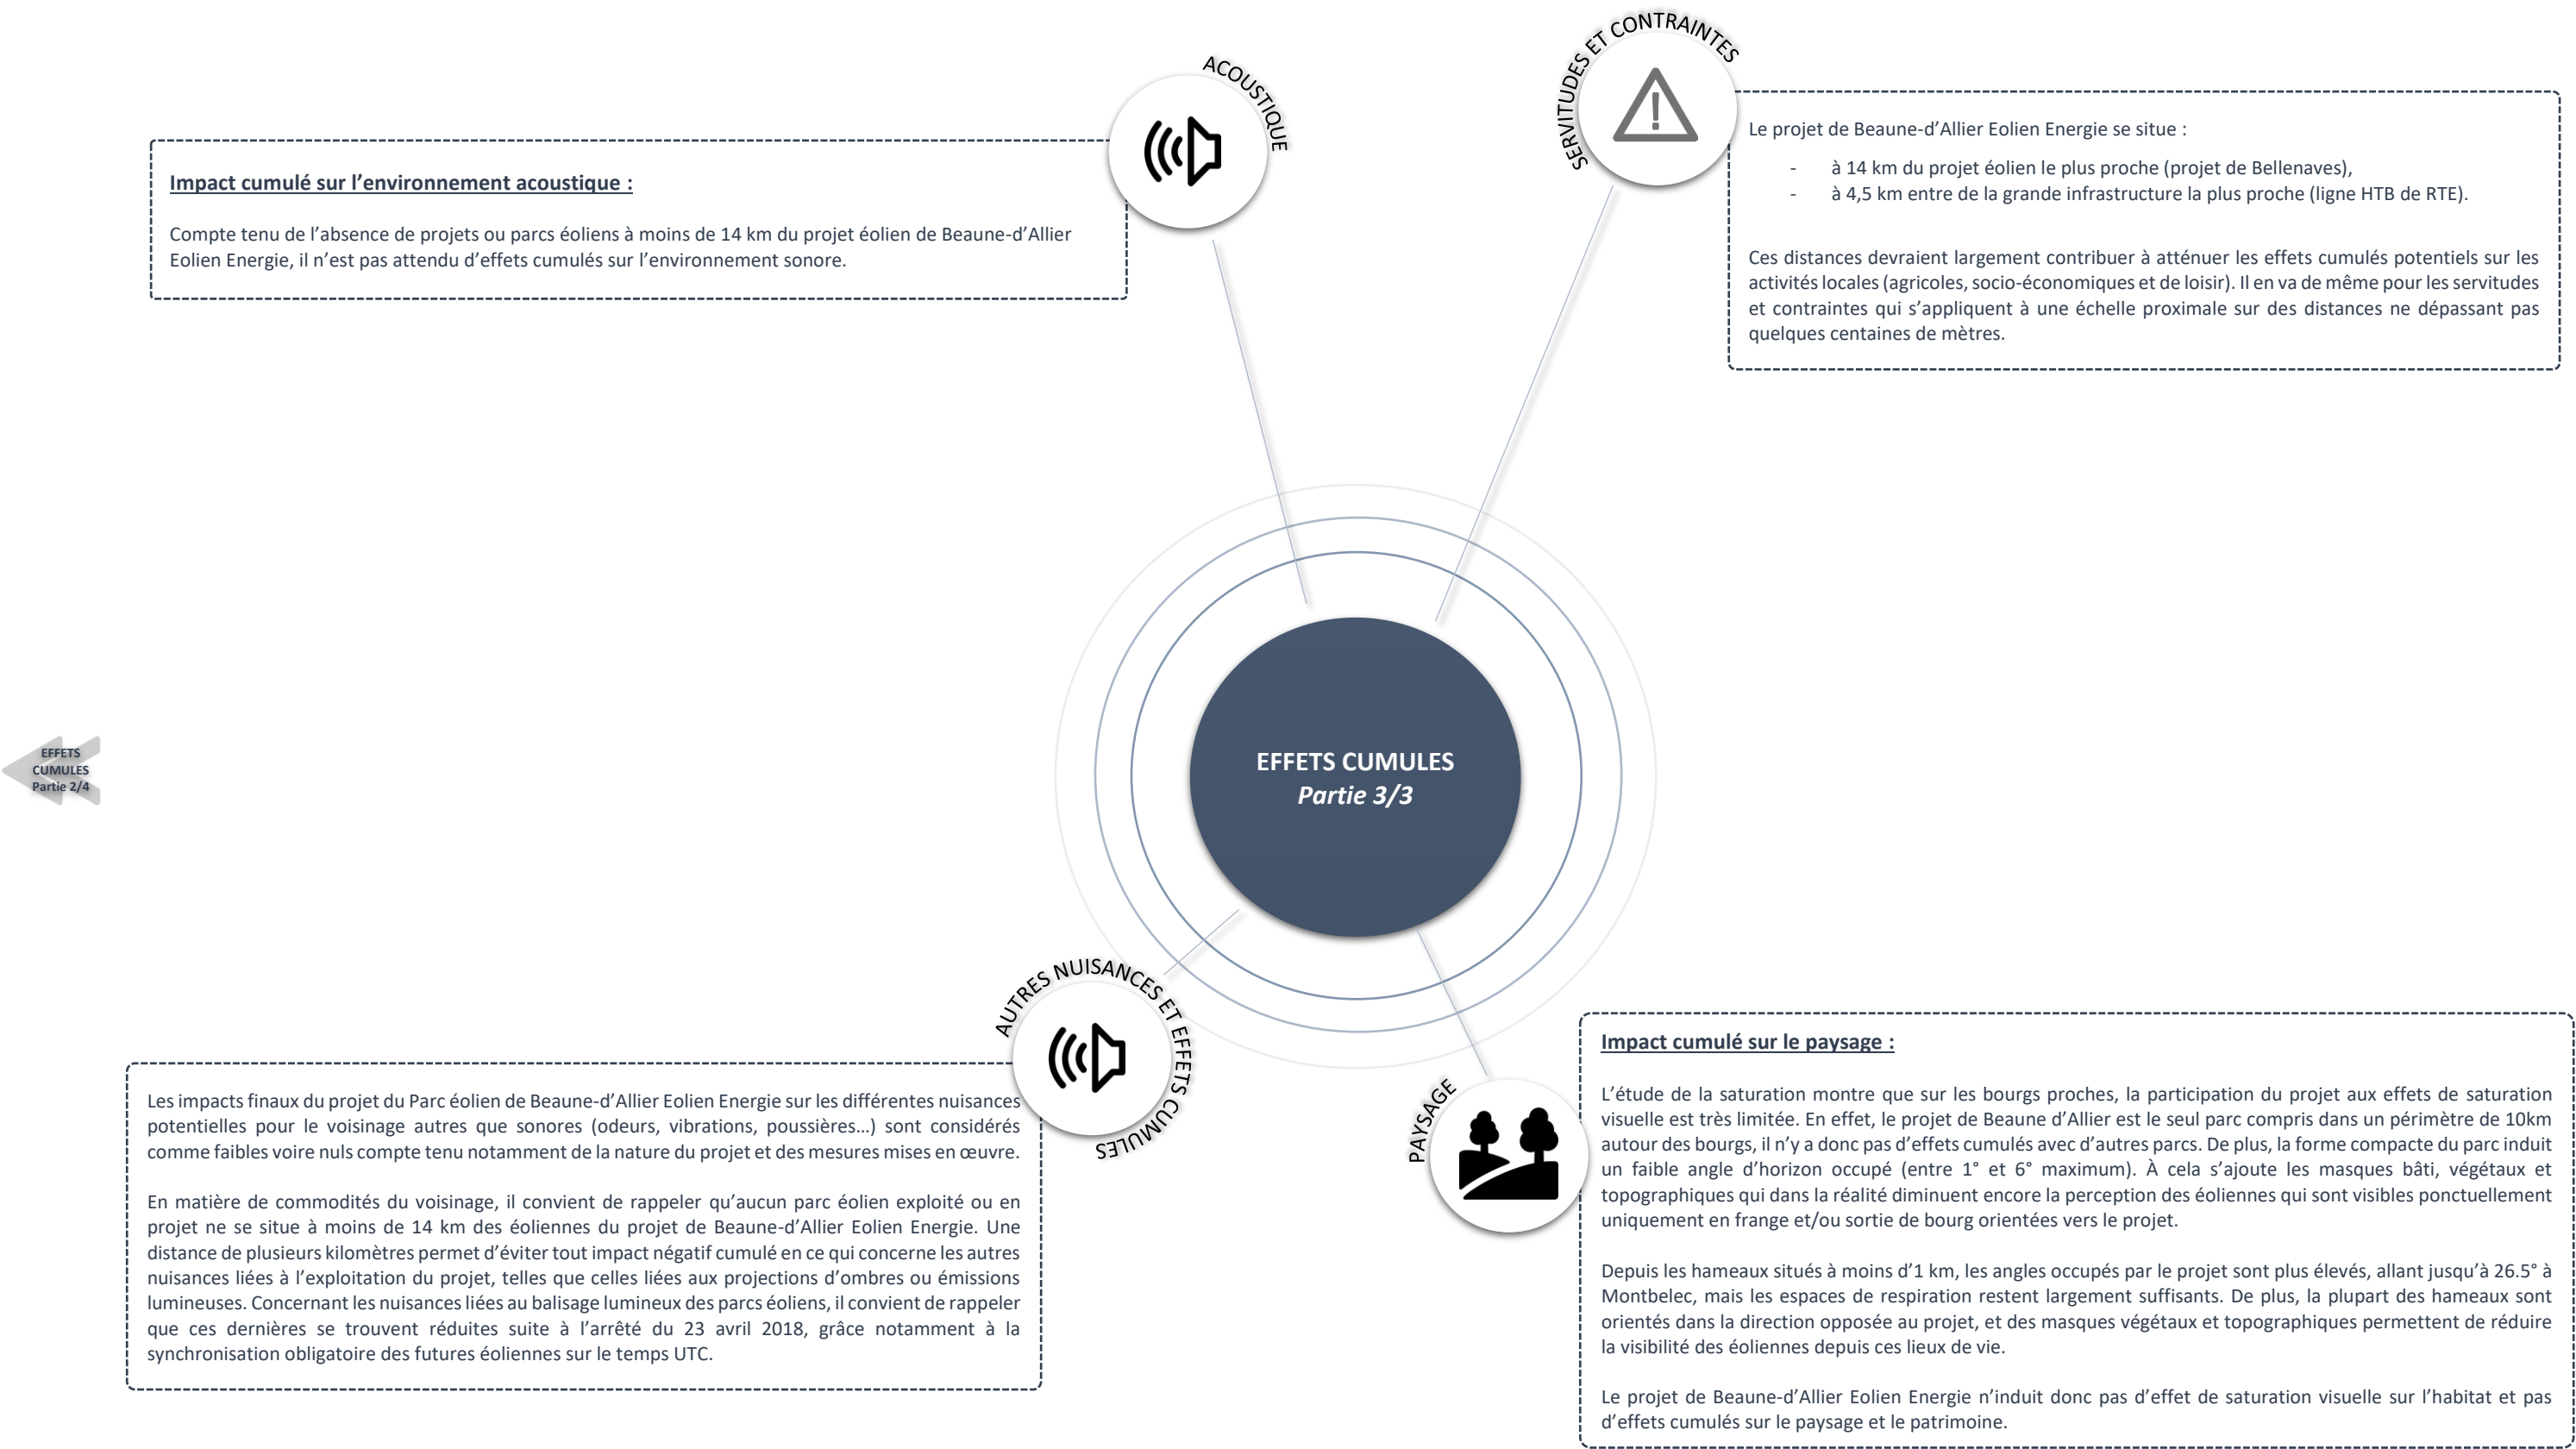 ACOUSTIQUE
Impact cumulé sur l’environnement acoustique :
Compte tenu de l’absence de projets ou parcs éoliens à moins de 14 km du projet éolien de Beaune-d’Allier
Eolien Energie, il n’est pas attendu d’effets cumulés sur l’environnement sonore.
SERVITUDES ET CONTRAINTES
Le projet de Beaune-d’Allier Eolien Energie se situe :
- à 14 km du projet éolien le plus proche (projet de Bellenaves),
- à 4,5 km entre de la grande infrastructure la plus proche (ligne HTB de RTE).
Ces distances devraient largement contribuer à atténuer les effets cumulés potentiels sur les
activités locales (agricoles, socio-économiques et de loisir). Il en va de même pour les servitudes
et contraintes qui s’appliquent à une échelle proximale sur des distances ne dépassant pas
quelques centaines de mètres.
EFFETS
CUMULES
Partie 2/4
EFFETS CUMULES
Partie 3/3
AUTRES NUISANCES ET EFFETS CUMULES
Les impacts finaux du projet du Parc éolien de Beaune-d’Allier Eolien Energie sur les différentes nuisances
potentielles pour le voisinage autres que sonores (odeurs, vibrations, poussières…) sont considérés
comme faibles voire nuls compte tenu notamment de la nature du projet et des mesures mises en œuvre.
En matière de commodités du voisinage, il convient de rappeler qu’aucun parc éolien exploité ou en
projet ne se situe à moins de 14 km des éoliennes du projet de Beaune-d’Allier Eolien Energie. Une
distance de plusieurs kilomètres permet d’éviter tout impact négatif cumulé en ce qui concerne les autres
nuisances liées à l’exploitation du projet, telles que celles liées aux projections d’ombres ou émissions
lumineuses. Concernant les nuisances liées au balisage lumineux des parcs éoliens, il convient de rappeler
que ces dernières se trouvent réduites suite à l’arrêté du 23 avril 2018, grâce notamment à la
synchronisation obligatoire des futures éoliennes sur le temps UTC.
PAYSAGE
Impact cumulé sur le paysage :
L’étude de la saturation montre que sur les bourgs proches, la participation du projet aux effets de saturation
visuelle est très limitée. En effet, le projet de Beaune d’Allier est le seul parc compris dans un périmètre de 10km
autour des bourgs, il n’y a donc pas d’effets cumulés avec d’autres parcs. De plus, la forme compacte du parc induit
un faible angle d’horizon occupé (entre 1° et 6° maximum). À cela s’ajoute les masques bâti, végétaux et
topographiques qui dans la réalité diminuent encore la perception des éoliennes qui sont visibles ponctuellement
uniquement en frange et/ou sortie de bourg orientées vers le projet.
Depuis les hameaux situés à moins d’1 km, les angles occupés par le projet sont plus élevés, allant jusqu’à 26.5° à
Montbelec, mais les espaces de respiration restent largement suffisants. De plus, la plupart des hameaux sont
orientés dans la direction opposée au projet, et des masques végétaux et topographiques permettent de réduire
la visibilité des éoliennes depuis ces lieux de vie.
Le projet de Beaune-d’Allier Eolien Energie n’induit donc pas d’effet de saturation visuelle sur l’habitat et pas
d’effets cumulés sur le paysage et le patrimoine.